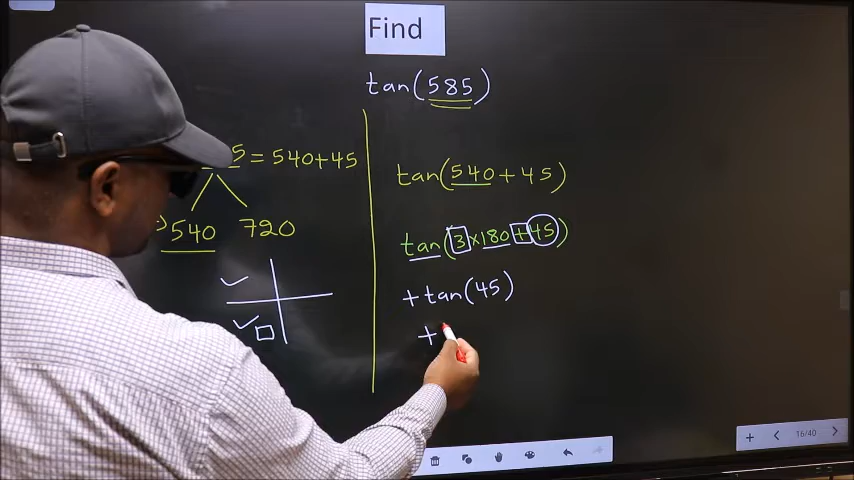 Find
tan(585)
5 = 540+45
540 720
tan(540+45)
tan(3×180+45)
+tan(45)
+
16/40